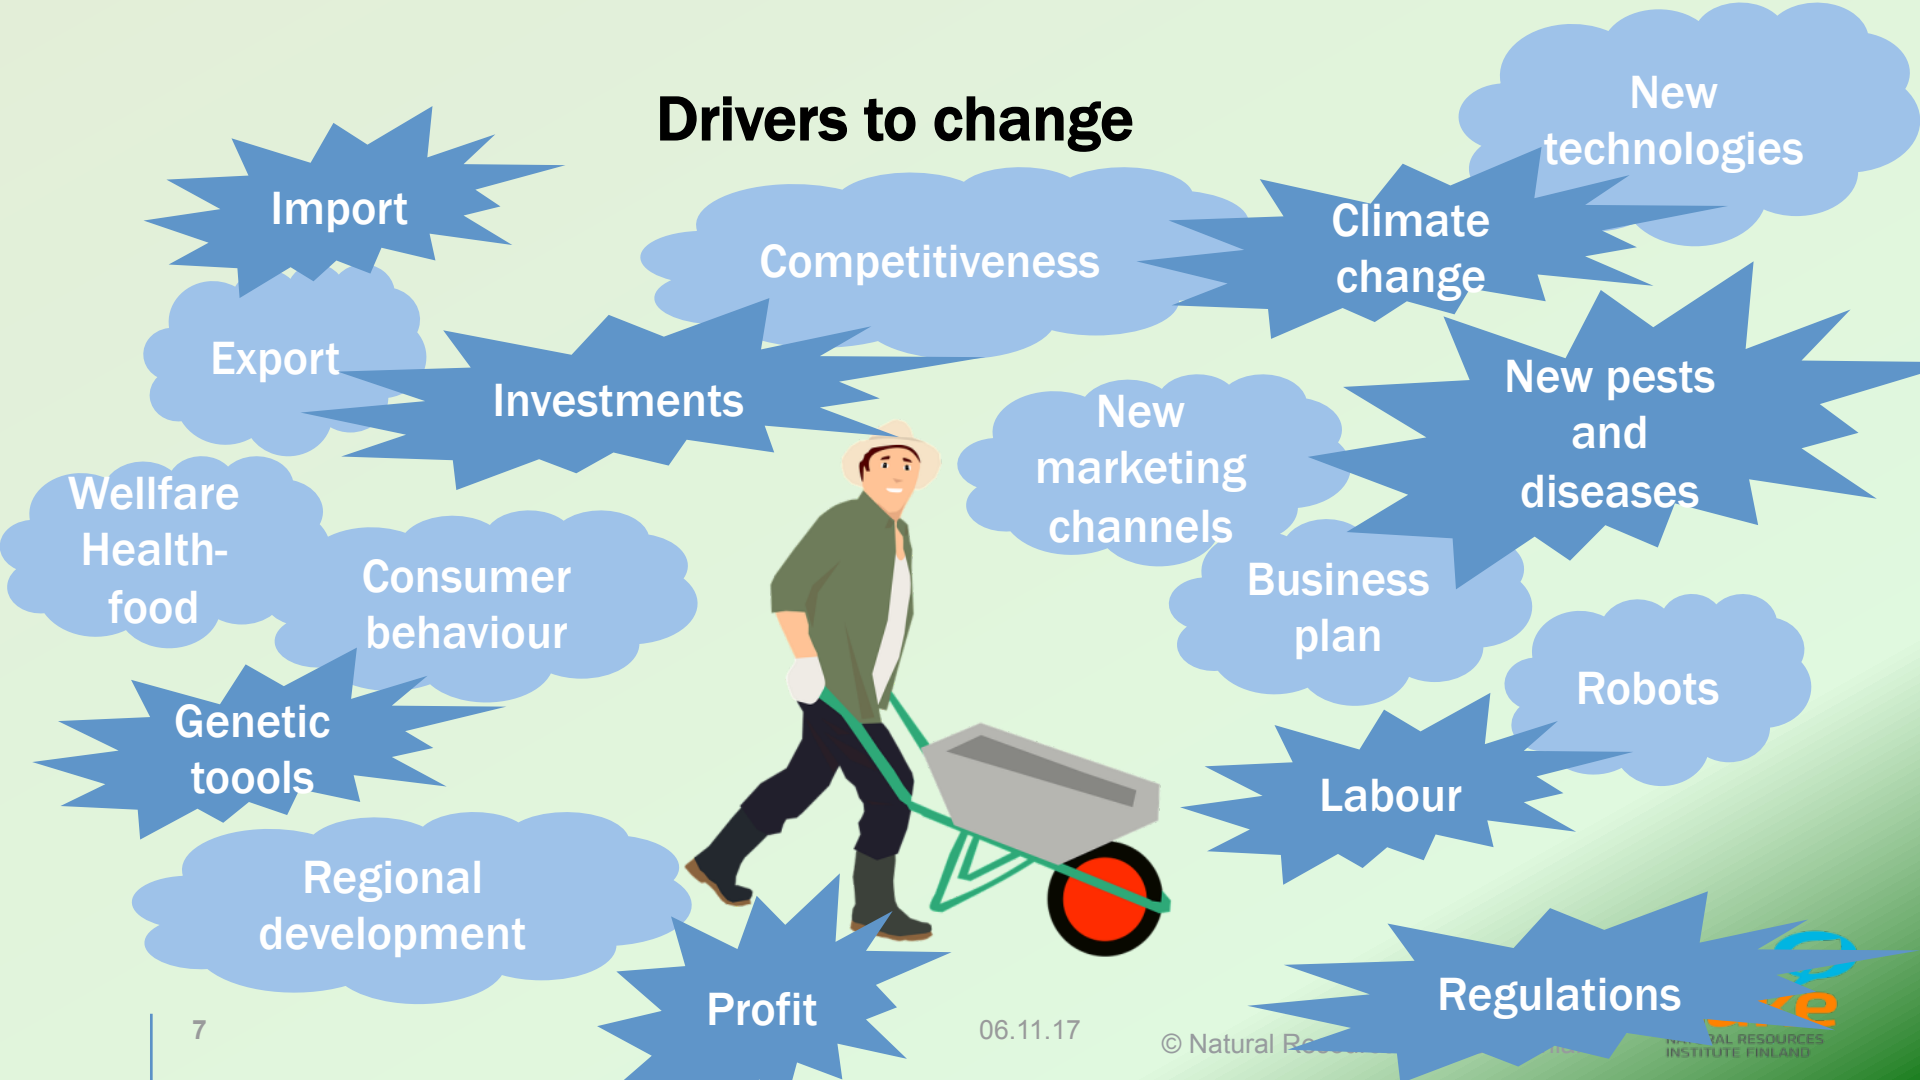 Drivers to change
New
technologies
Import
Climate
change
Competitiveness
Export
Investments
New pests
and
diseases
New
marketing
channels
Wellfare
Health-
food
Consumer
behaviour
Business
plan
Robots
Genetic
toools
Labour
Regional
development
Profit
Regulations
7
06.11.17
© Natural
RESOURCES
INSTITUTE FINLAND